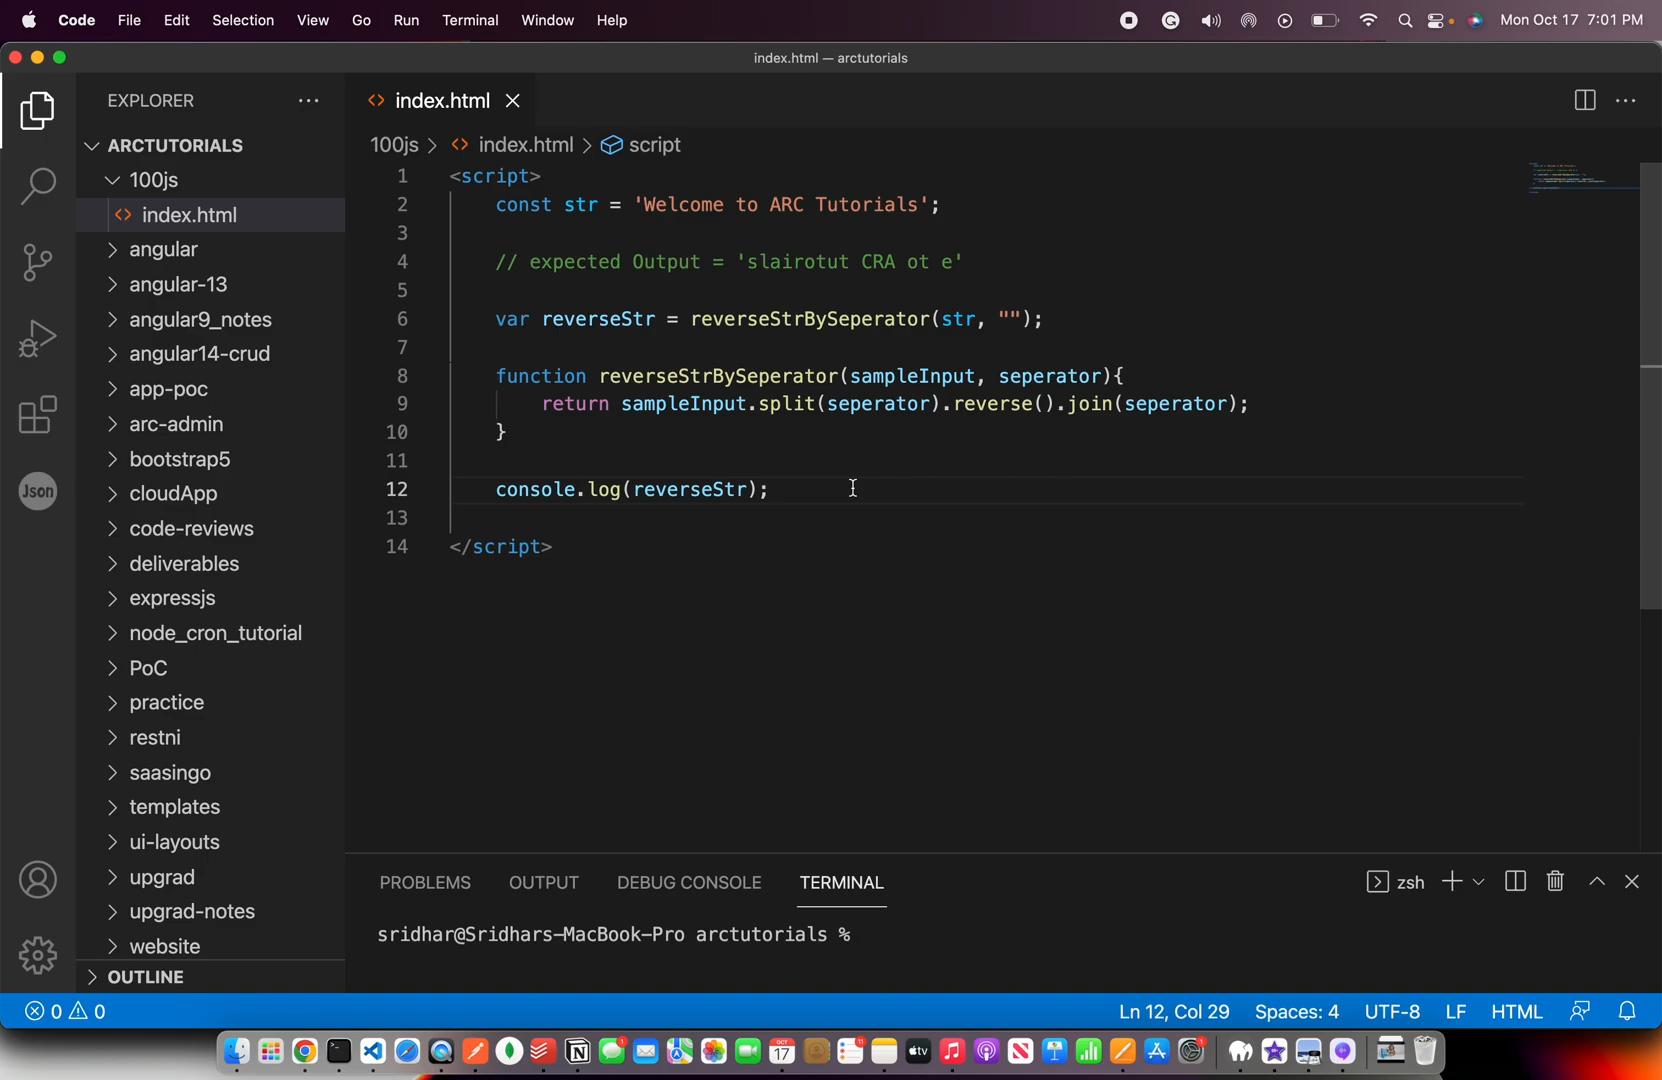 Code File Edit Selection View Go Run Terminal Window Help Mon Oct 17 7:01 PM
index.html — arctutorials
EXPLORER
ARCTUTORIALS
100js
index.html
angular
angular-13
angular9_notes
angular14-crud
app-poc
arc-admin
bootstrap5
cloudApp
code-reviews
deliverables
expressjs
node_cron_tutorial
PoC
practice
restni
saasingo
templates
ui-layouts
upgrad
upgrad-notes
website
OUTLINE
Json
index.html
100js > index.html > script
1 <script>
2 const str = 'Welcome to ARC Tutorials';
3
4 // expected Output = 'slairotut CRA ot e'
5
6 var reverseStr = reverseStrBySeperator(str, "");
7
8 function reverseStrBySeperator(sampleInput, seperator){
9 return sampleInput.split(seperator).reverse().join(seperator);
10 }
11
12 console.log(reverseStr);
13
14 </script>
PROBLEMS OUTPUT DEBUG CONSOLE TERMINAL zsh
sridhar@Sridhars-MacBook-Pro arctutorials %
0 0 Ln 12, Col 29 Spaces: 4 UTF-8 LF HTML
OCT
17
tv